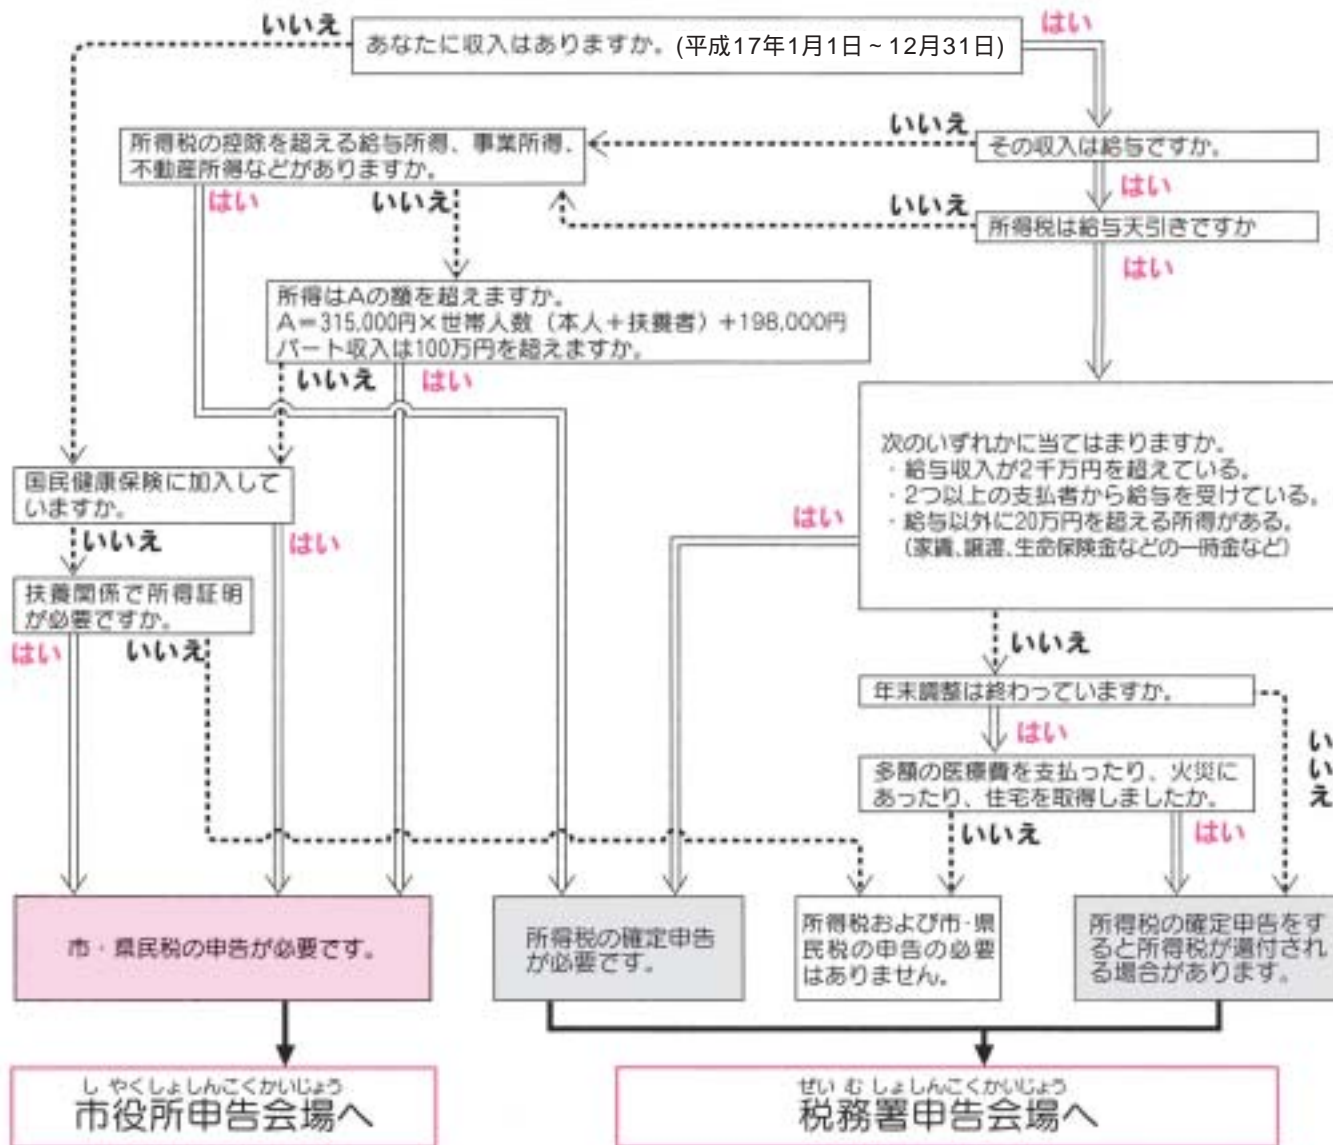 いいえ
あなたに収入はありますか。(平成17年1月1日~12月31日)
はい
所得税の控除を超える給与所得、事業所得、
不動産所得などがありますか。
いいえ
その収入は給与ですか。
はい
いいえ
いいえ
はい
所得税は給与天引きですか
はい
所得はAの額を超えますか。
A=315,000円×世帯人数(本人+扶養者)+198,000円
パート収入は100万円を超えますか。
いいえ
はい
次のいずれかに当てはまりますか。
・給与収入が2千万円を超えている。
・2つ以上の支払者から給与を受けている。
・給与以外に20万円を超える所得がある。
(家賃、譲渡、生命保険金などの一時金など)
国民健康保険に加入して
いますか。
はい
いいえ
はい
扶養関係で所得証明
が必要ですか。
はい
いいえ
いいえ
年末調整は終わっていますか。
はい
いいえ
多額の医療費を支払ったり、火災に
あったり、住宅を取得しましたか。
いいえ
はい
市・県民税の申告が必要です。
所得税の確定申告
が必要です。
所得税および市・県
民税の申告の必要
はありません。
所得税の確定申告をす
ると所得税が還付され
る場合があります。
しやくしょしんこくかいじょう
市役所申告会場へ
ぜいむしょしんこくかいじょう
税務署申告会場へ